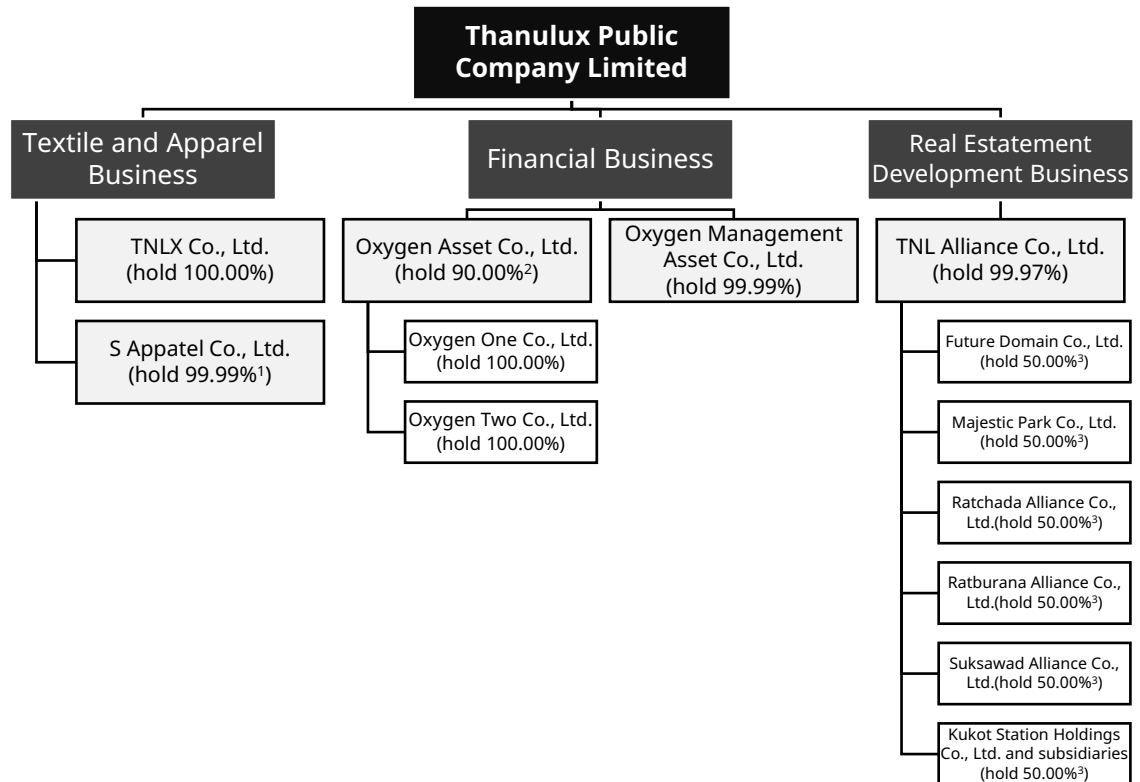 Thanulux Public
Company Limited
Textile and Apparel
Business
Financial Business
Real Estatement
Development Business
TNLX Co., Ltd.
(hold 100.00%)
S Appatel Co., Ltd.
(hold 99.99%¹)
Oxygen Asset Co., Ltd.
(hold 90.00%²)
Oxygen One Co., Ltd.
(hold 100.00%)
Oxygen Two Co., Ltd.
(hold 100.00%)
Oxygen Management
Asset Co., Ltd.
(hold 99.99%)
TNL Alliance Co., Ltd.
(hold 99.97%)
Future Domain Co., Ltd.
(hold 50.00%³)
Majestic Park Co., Ltd.
(hold 50.00%³)
Ratchada Alliance Co.,
Ltd.(hold 50.00%³)
Ratburana Alliance Co.,
Ltd.(hold 50.00%³)
Suksawad Alliance Co.,
Ltd.(hold 50.00%³)
Kukot Station Holdings
Co., Ltd. and subsidiaries
(hold 50.00%³)